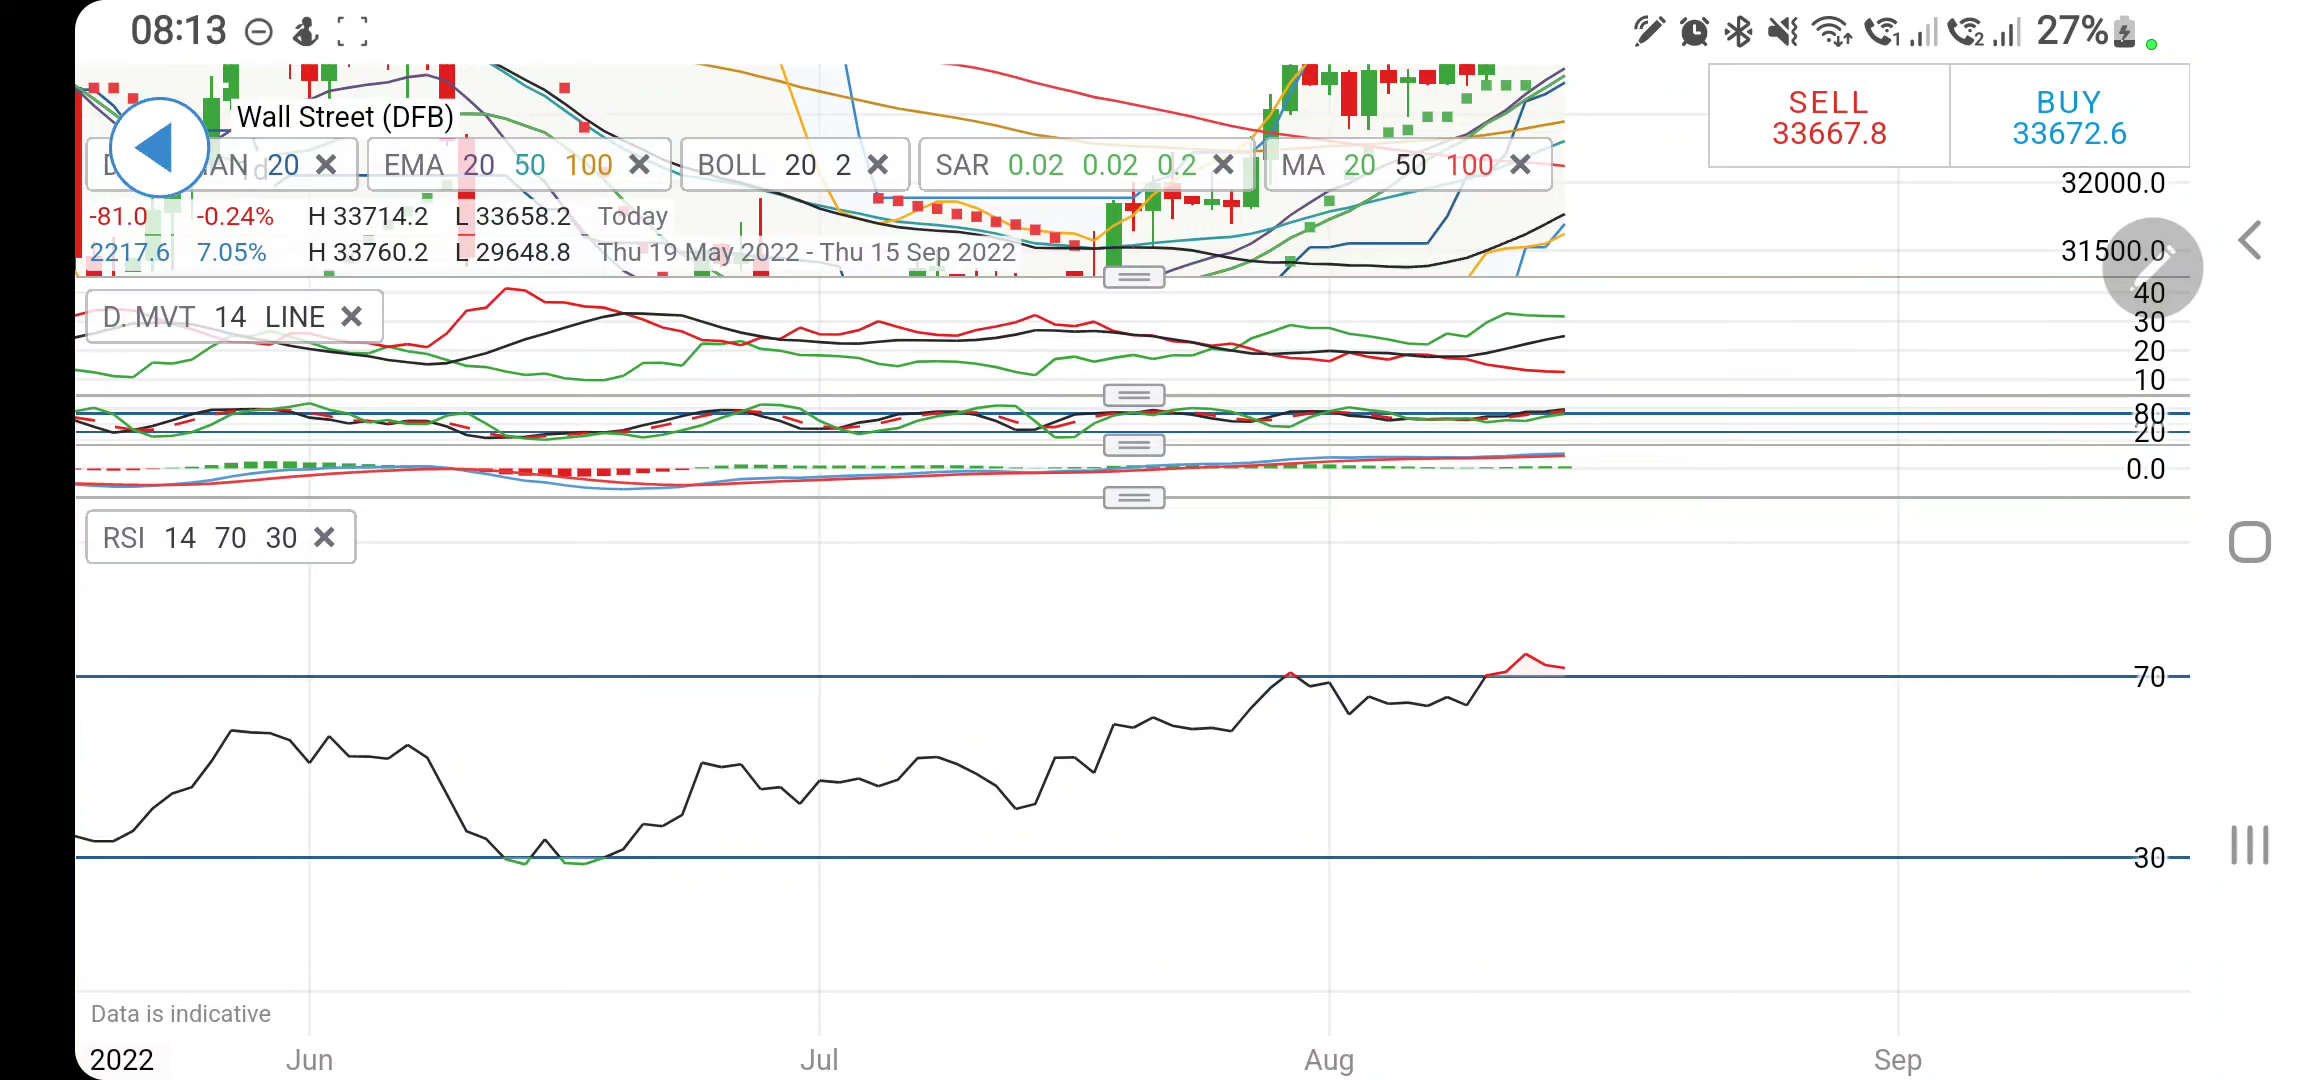 08:13
1
2
27%
Wall Street (DFB)
SELL
33667.8
BUY
33672.6
AN 20
EMA 20 50 100
BOLL 20 2
SAR 0.02 0.02 0.2
MA 20 50 100
-81.0 -0.24% H 33714.2 L 33658.2 Today
2217.6 7.05% H 33760.2 L 29648.8 Thu 19 May 2022 - Thu 15 Sep 2022
32000.0
31500.0
D. MVT 14 LINE
40
30
20
10
80
20
0.0
RSI 14 70 30
70
30
Data is indicative
2022 Jun Jul Aug Sep